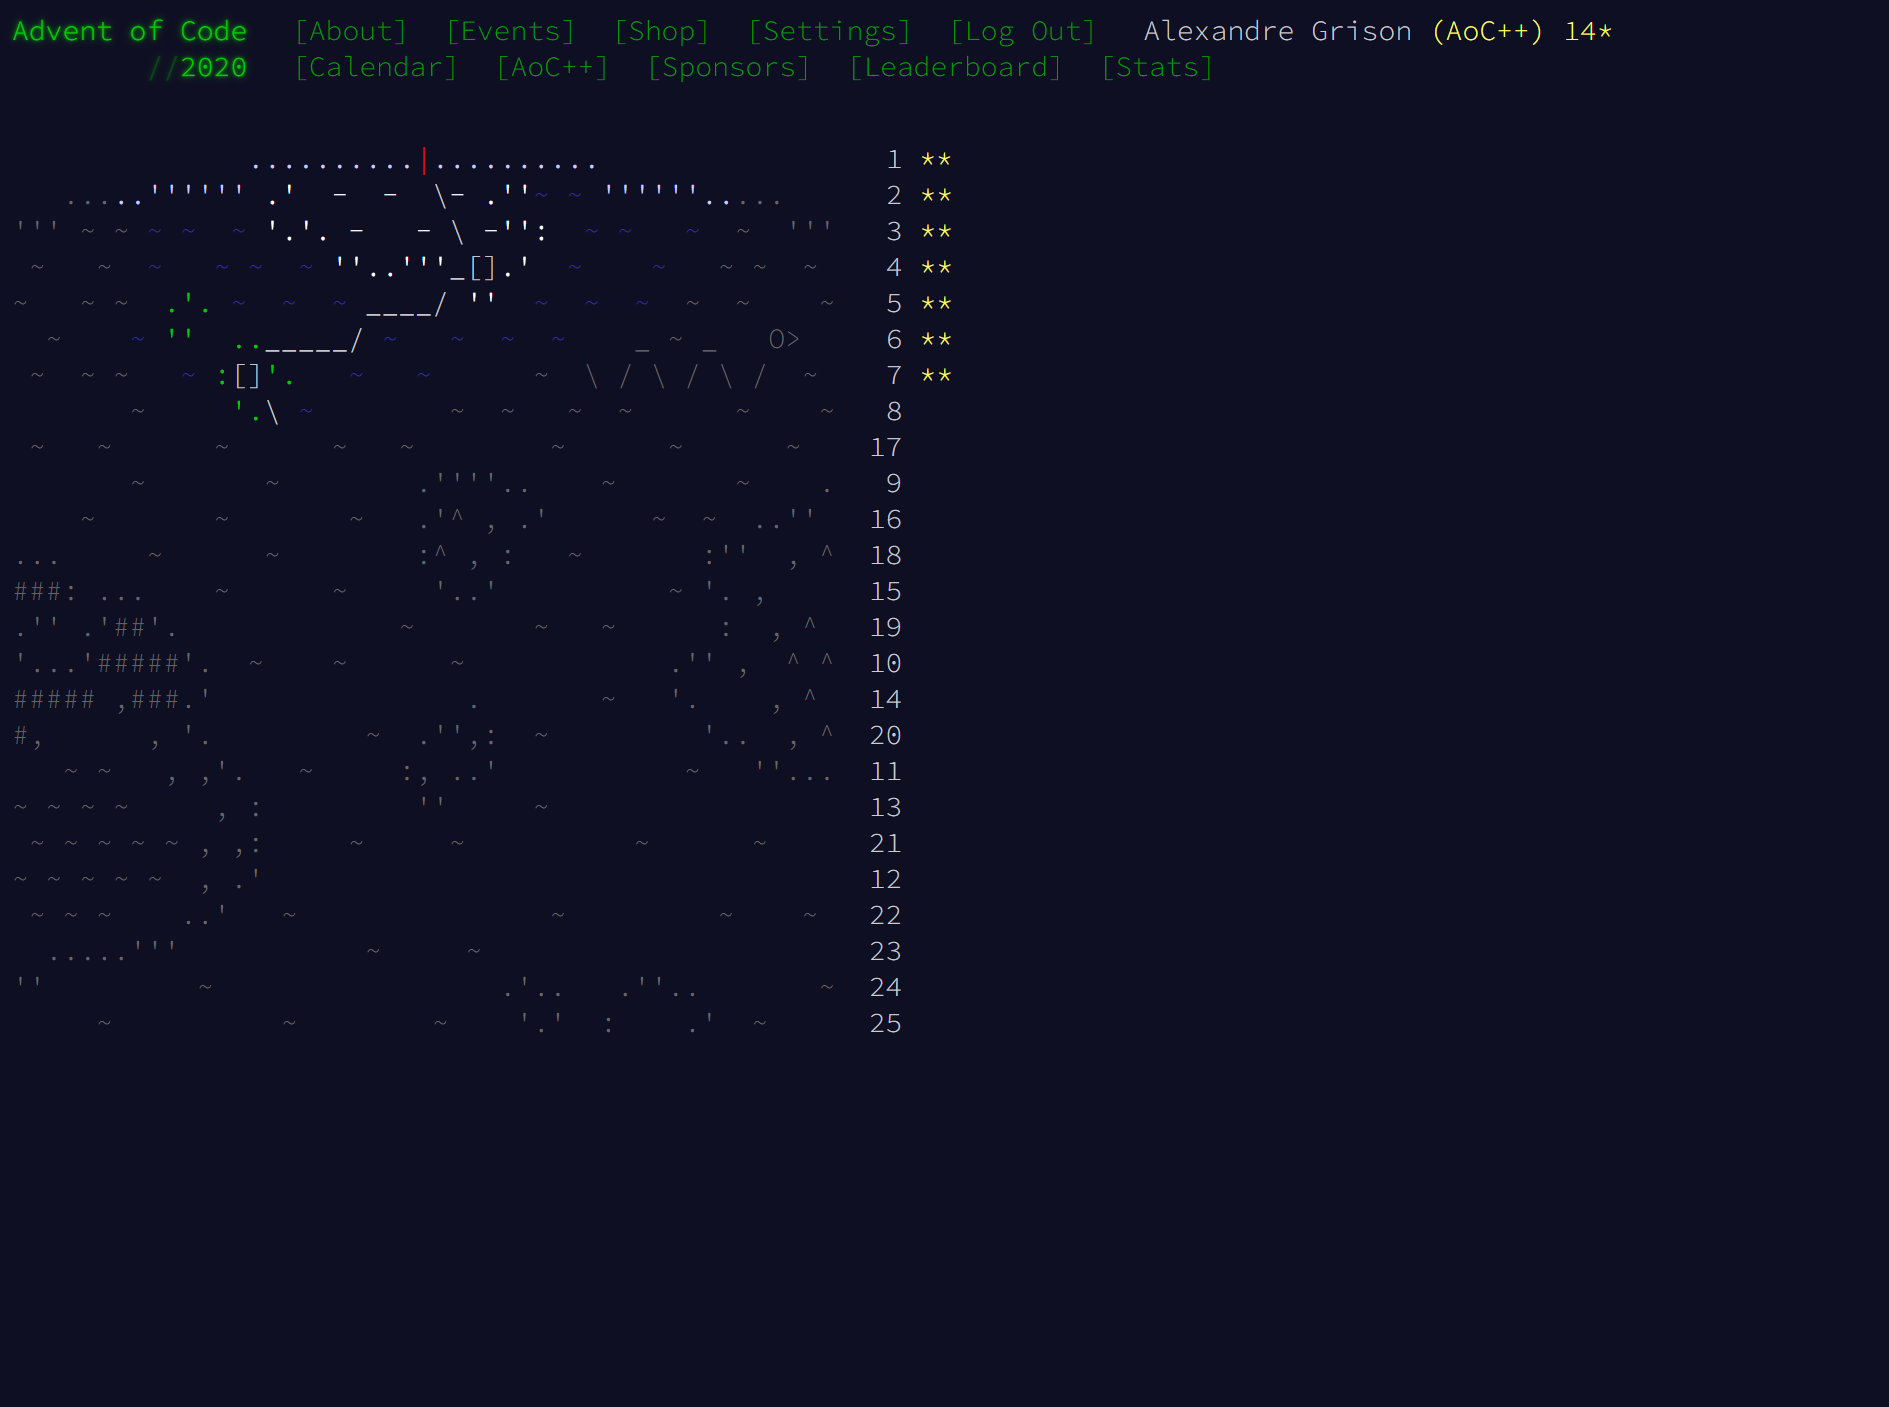 Advent of Code [About] [Events] [Shop] [Settings] [Log Out] Alexandre Grison (AoC++) 14*
//2020 [Calendar] [AoC++] [Sponsors] [Leaderboard] [Stats]
..........|.......... 1 **
.....'''''' .' - - \- .''~ ~ ''''''..... 2 **
''' ~ ~ ~ ~ ~ '.'. - - \ -'': ~ ~ ~ ~ ''' 3 **
~ ~ ~ ~ ~ ~ ''..'''_[].' ~ ~ ~ ~ ~ 4 **
~ ~ ~ .'. ~ ~ ~ ____/ '' ~ ~ ~ ~ ~ ~ 5 **
~ ~ '' .._____/ ~ ~ ~ ~ _ ~ _ O> 6 **
~ ~ ~ ~ :[]'. ~ ~ ~ \ / \ / \ / ~ 7 **
~ '.\ ~ ~ ~ ~ ~ ~ ~ 8
~ ~ ~ ~ ~ ~ ~ ~ 17
~ ~ .''''.. ~ ~ . 9
~ ~ ~ .'^ , .' ~ ~ ..'' 16
... ~ ~ :^ , : ~ :'' , ^ 18
###: ... ~ ~ '..' ~ '. , 15
.'' .'##'. ~ ~ ~ : , ^ 19
'...'#####'. ~ ~ ~ .'' , ^ ^ 10
##### ,###.' . ~ '. , ^ 14
#, , '. ~ .'',: ~ '.. , ^ 20
~ ~ , ,'. ~ :, ..' ~ ''... 11
~ ~ ~ ~ , : '' ~ 13
~ ~ ~ ~ ~ , ,: ~ ~ ~ ~ 21
~ ~ ~ ~ ~ , .' 12
~ ~ ~ ..' ~ ~ ~ ~ 22
.....''' ~ ~ 23
'' ~ .'.. .''.. ~ 24
~ ~ ~ '.' : .' ~ 25